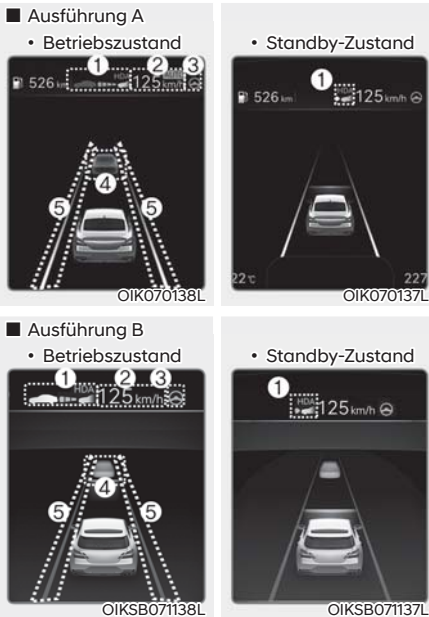 ■ Ausführung A
• Betriebszustand
• Standby-Zustand
① ② ③
526 km HDA 125 km/h
④
⑤ ⑤
OIK070138L
①
526 km HDA 125 km/h
22℃ 227
OIK070137L
■ Ausführung B
• Betriebszustand
• Standby-Zustand
① ② ③
HDA 125 km/h
④
⑤ ⑤
OIKSB071138L
①
HDA 125 km/h
OIKSB071137L